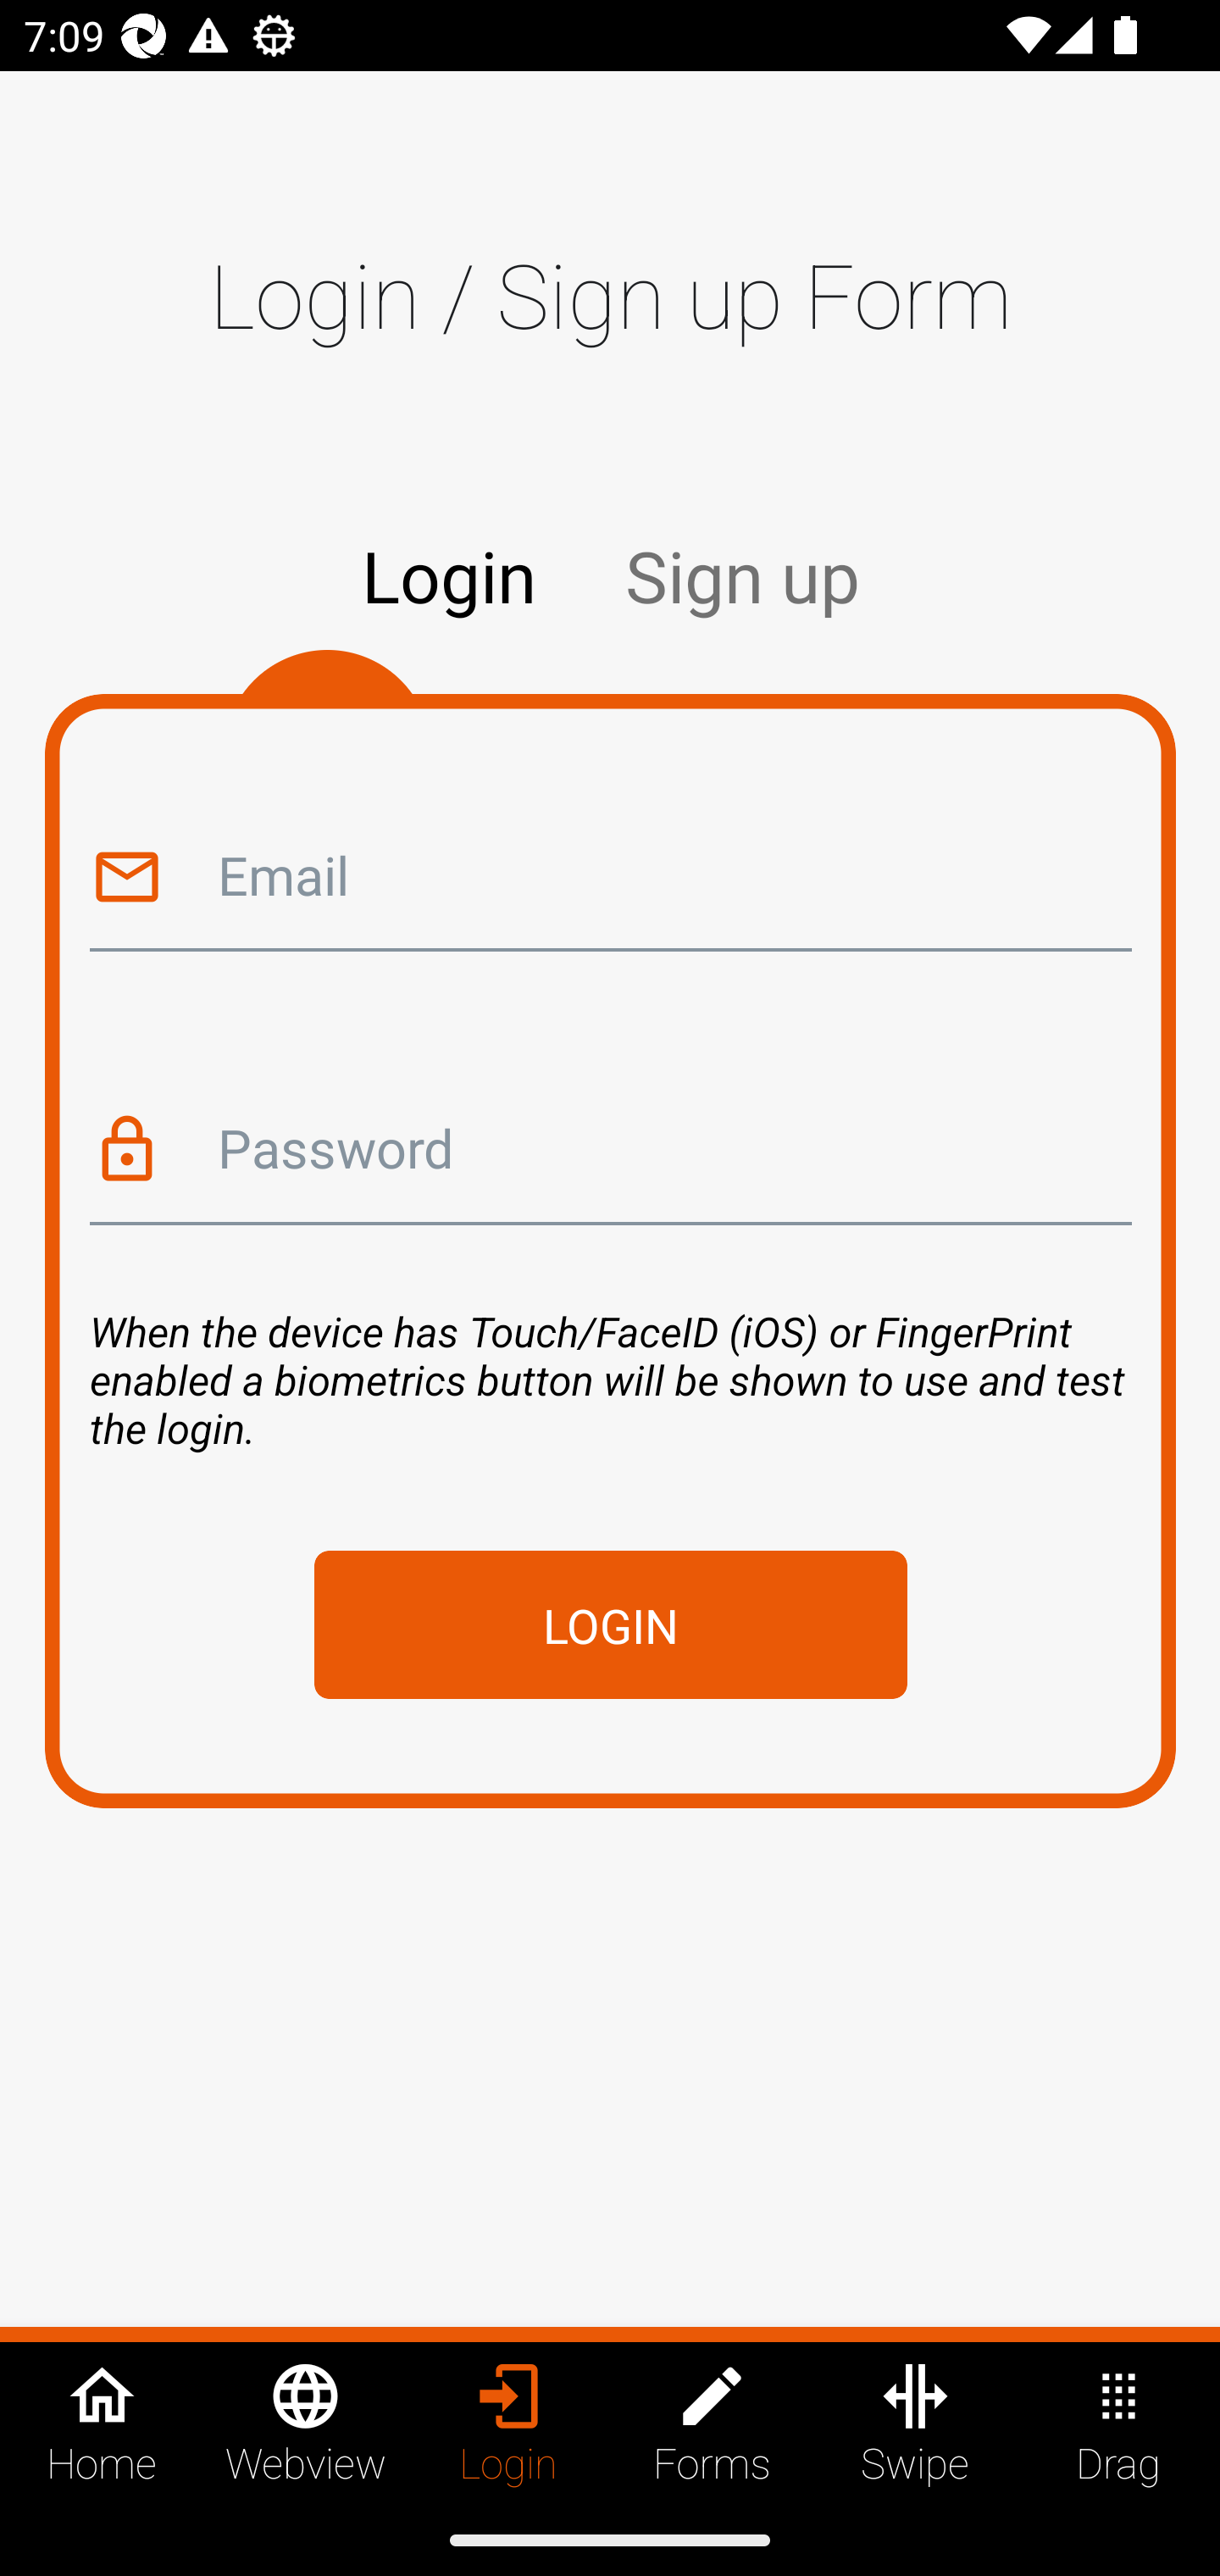 7:09
Login / Sign up Form
Login Sign up
Email
Password
When the device has Touch/FaceID (iOS) or FingerPrint
enabled a biometrics button will be shown to use and test
the login.
LOGIN
Home Webview Login Forms Swipe Drag